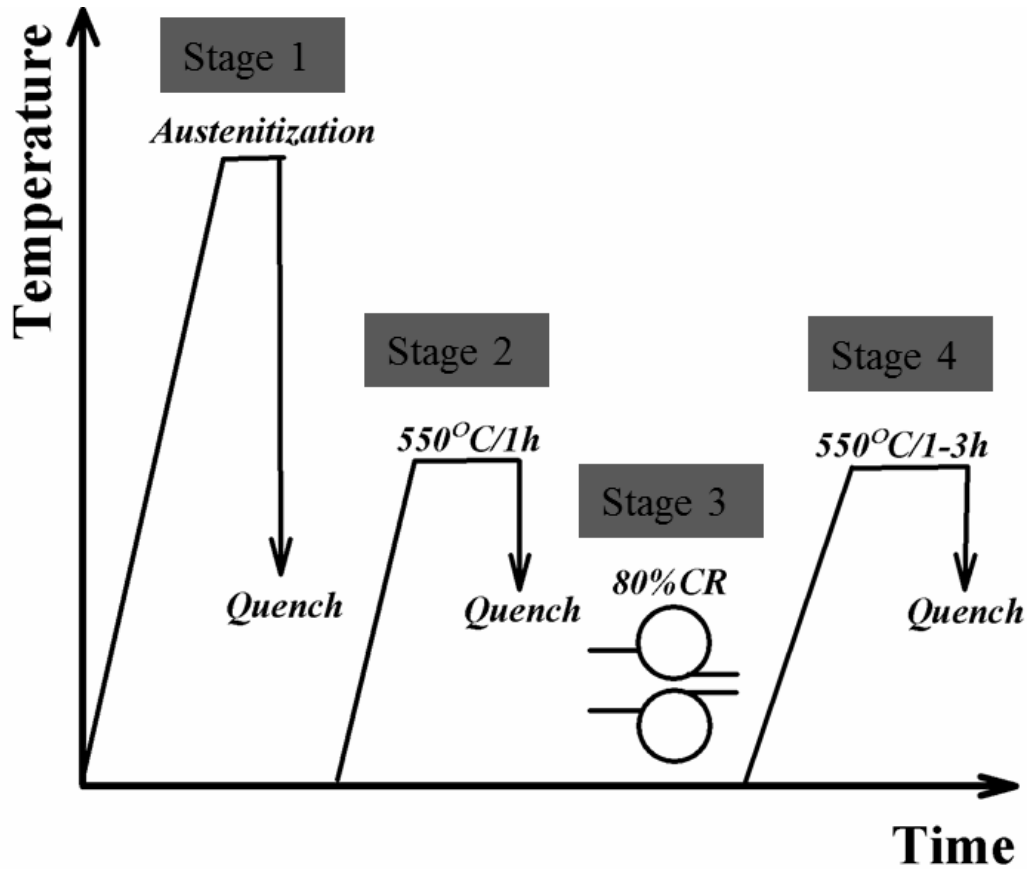 Temperature
Stage 1
Austenitization
Quench
Stage 2
550°C/1h
Quench
Stage 3
80%CR
Stage 4
550°C/1-3h
Quench
Time